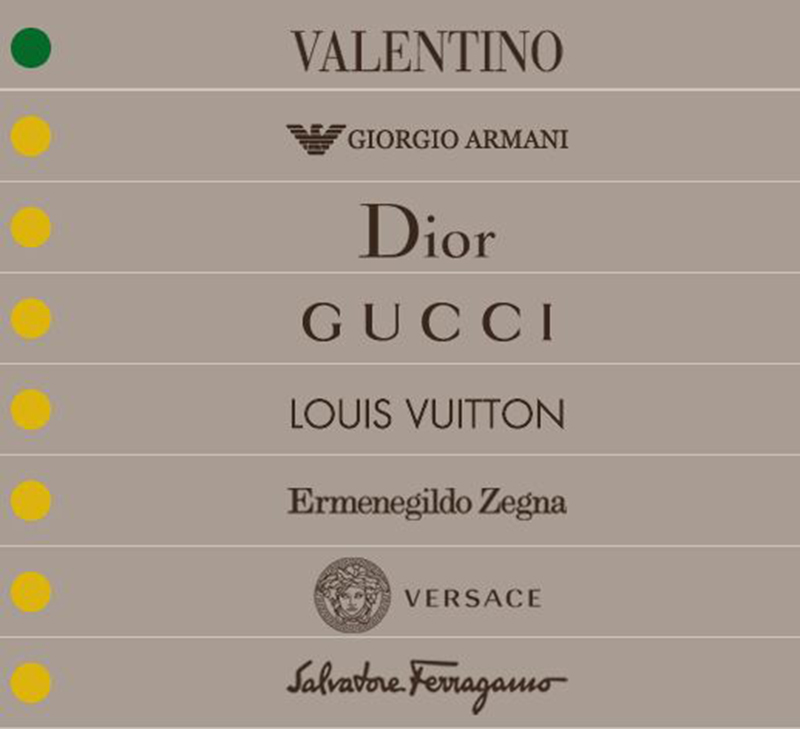 VALENTINO
GIORGIO ARMANI
Dior
GUCCI
LOUIS VUITTON
Ermenegildo Zegna
VERSACE
Salvatore Ferragamo